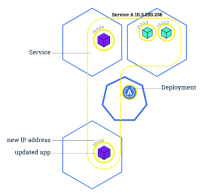 Service A 10.3.250.236
Service
Deployment
A
new IP address
updated app